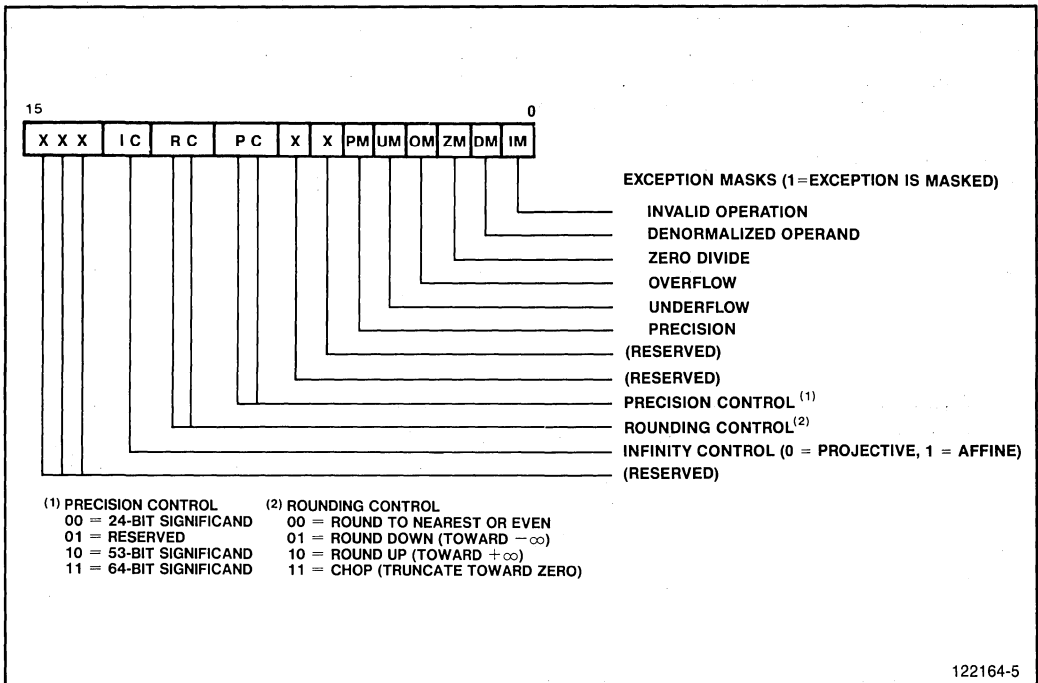 15 0
X X X I C R C P C X X PM UM OM ZM DM IM
EXCEPTION MASKS (1=EXCEPTION IS MASKED)
INVALID OPERATION
DENORMALIZED OPERAND
ZERO DIVIDE
OVERFLOW
UNDERFLOW
PRECISION
(RESERVED)
(RESERVED)
PRECISION CONTROL (1)
ROUNDING CONTROL(2)
INFINITY CONTROL (0 = PROJECTIVE, 1 = AFFINE)
(RESERVED)
(1) PRECISION CONTROL
00 = 24-BIT SIGNIFICAND
01 = RESERVED
10 = 53-BIT SIGNIFICAND
11 = 64-BIT SIGNIFICAND
(2) ROUNDING CONTROL
00 = ROUND TO NEAREST OR EVEN
01 = ROUND DOWN (TOWARD −∞)
10 = ROUND UP (TOWARD +∞)
11 = CHOP (TRUNCATE TOWARD ZERO)
122164-5